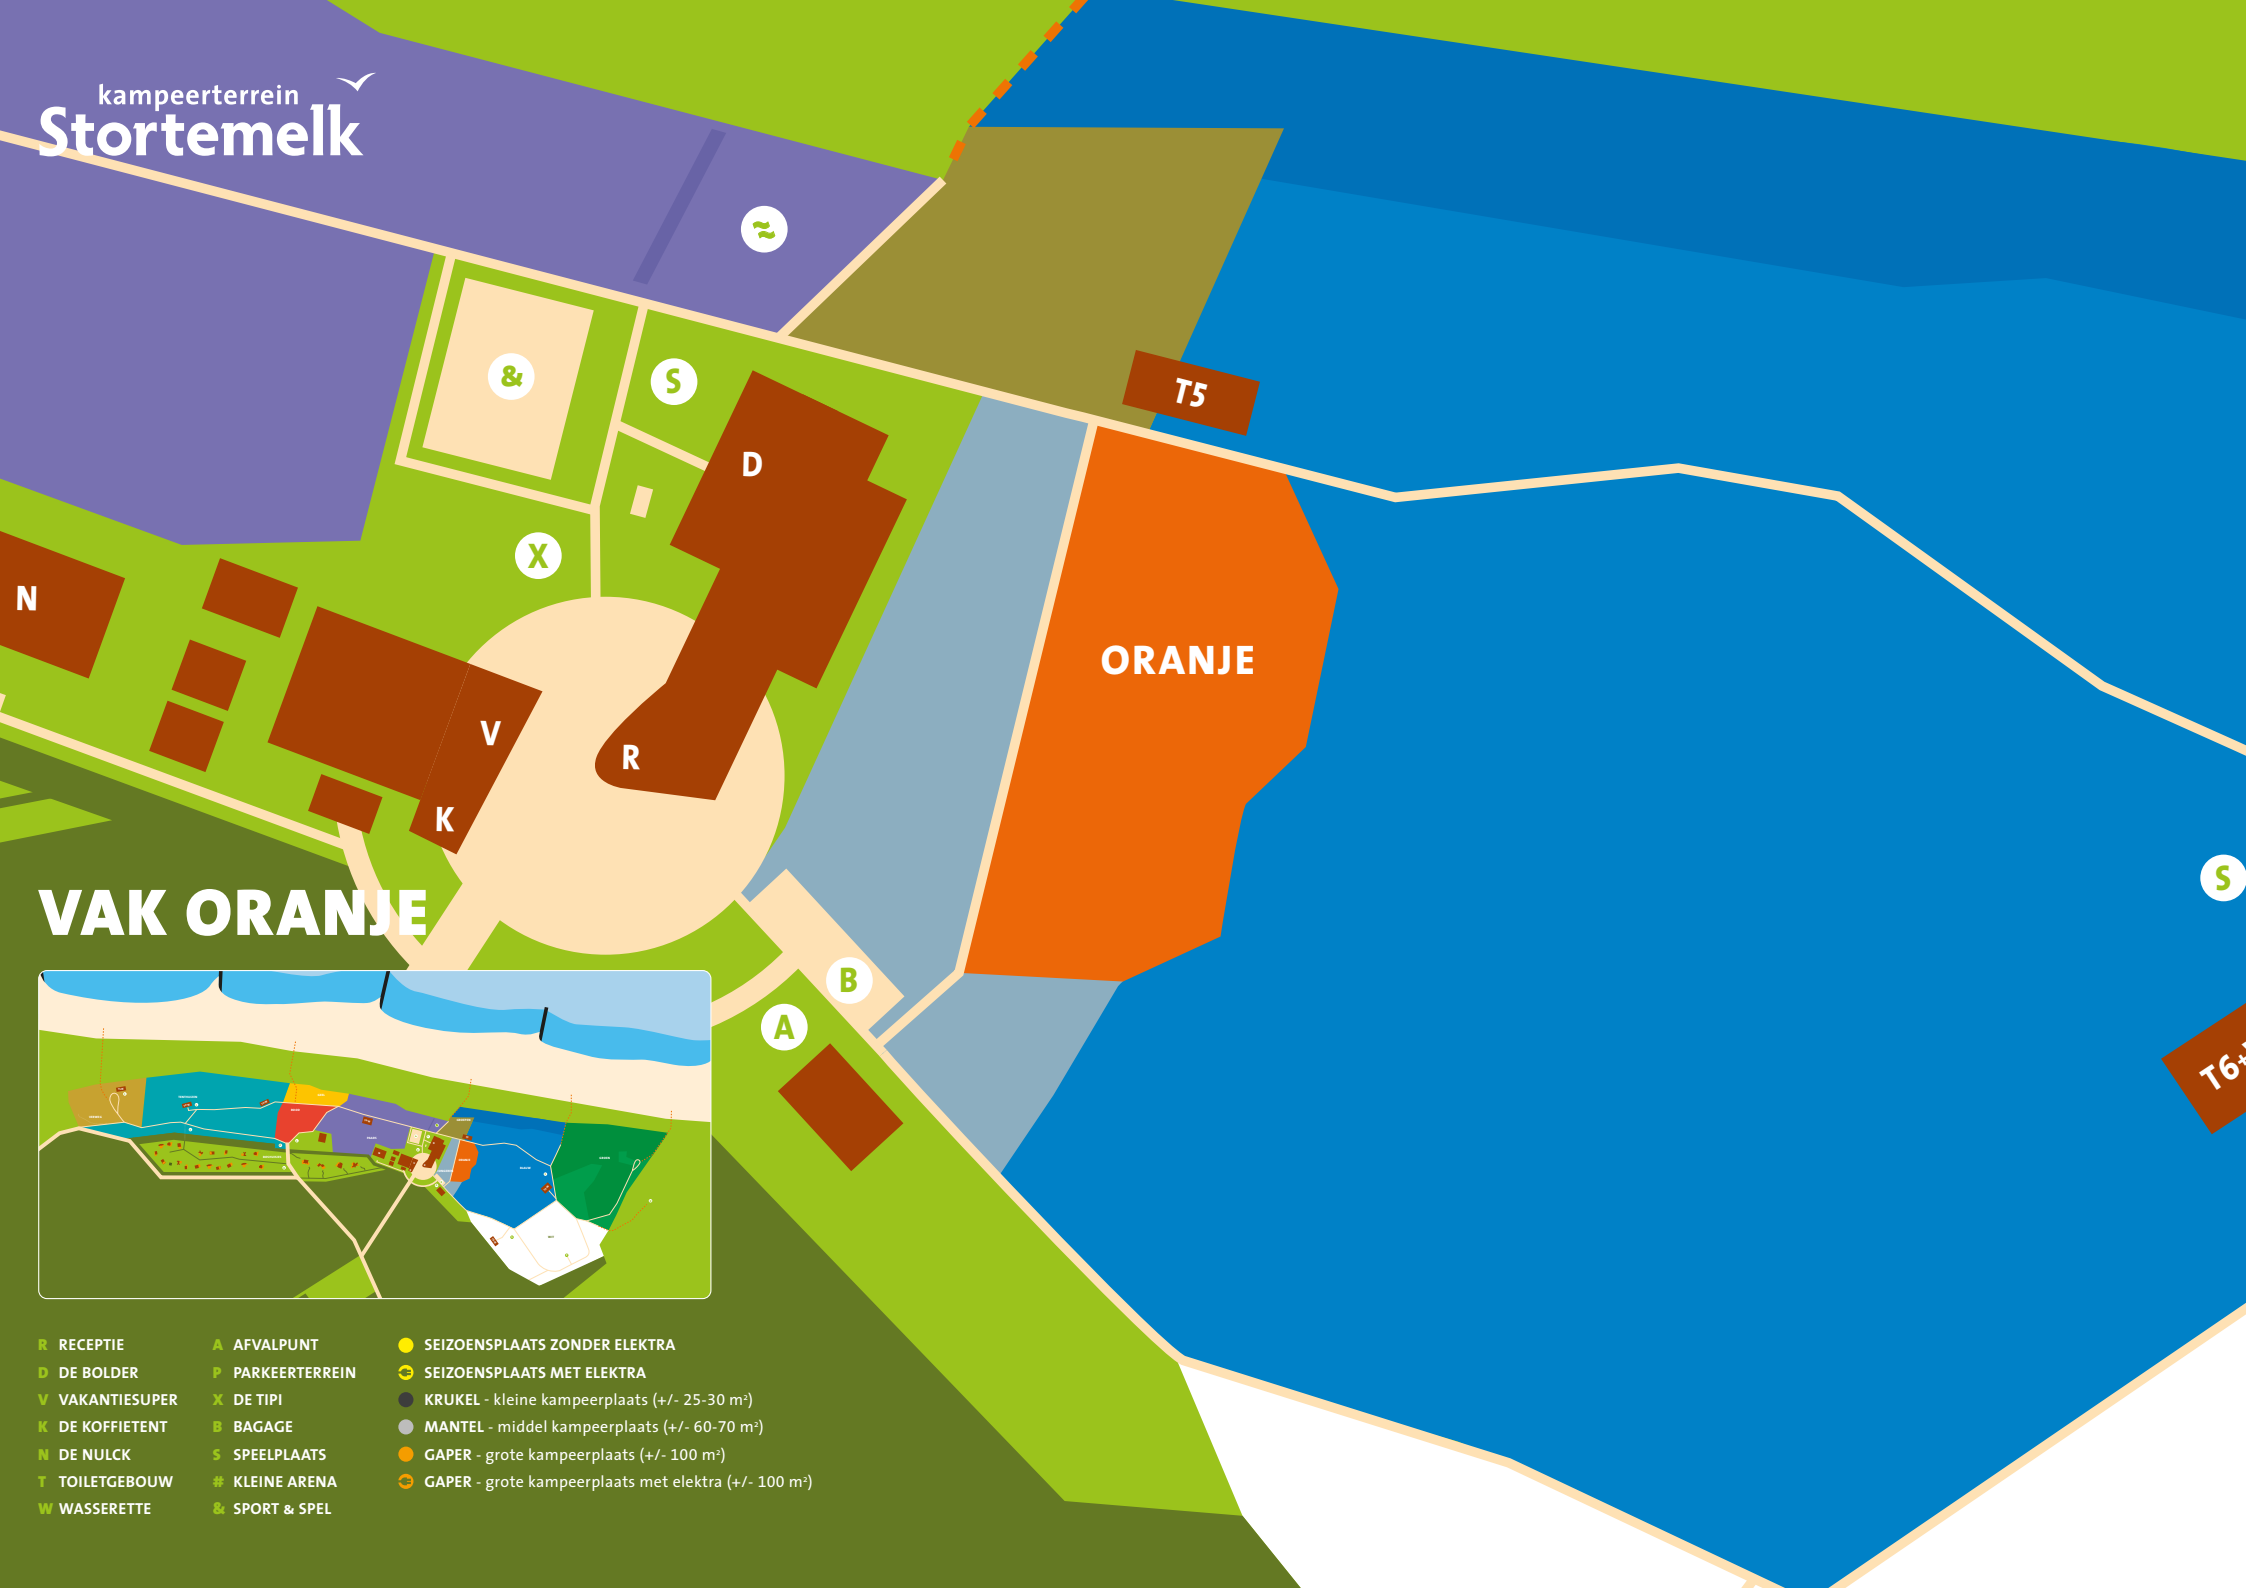 kampeerterrein
Stortemelk
≈
&
S
D
T5
X
N
ORANJE
V
R
K
S
VAK ORANJE
B
A
T6+
R RECEPTIE
D DE BOLDER
V VAKANTIESUPER
K DE KOFFIETENT
N DE NULCK
T TOILETGEBOUW
W WASSERETTE
A AFVALPUNT
P PARKEERTERREIN
X DE TIPI
B BAGAGE
S SPEELPLAATS
# KLEINE ARENA
& SPORT & SPEL
SEIZOENSPLAATS ZONDER ELEKTRA
SEIZOENSPLAATS MET ELEKTRA
KRUKEL - kleine kampeerplaats (+/- 25-30 m²)
MANTEL - middel kampeerplaats (+/- 60-70 m²)
GAPER - grote kampeerplaats (+/- 100 m²)
GAPER - grote kampeerplaats met elektra (+/- 100 m²)